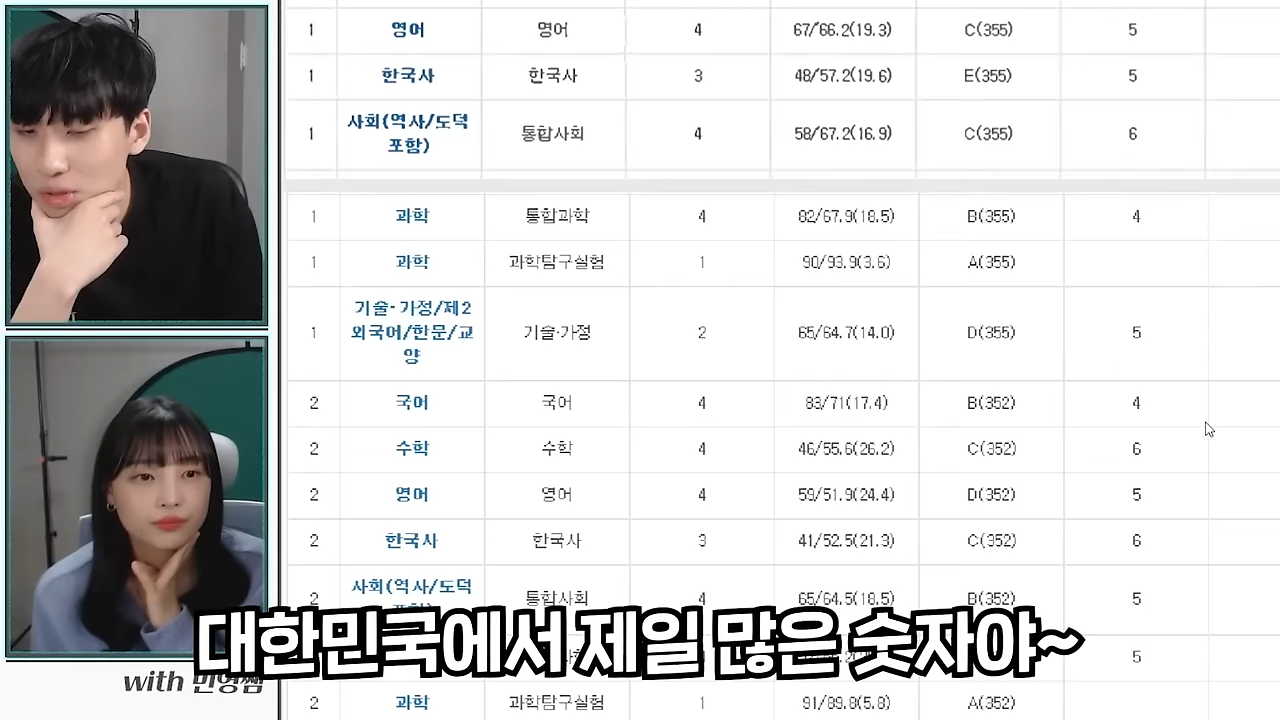 1 영어 영어 4 67/66.2(19.3) C(355) 5
1 한국사 한국사 3 48/57.2(19.6) E(355) 5
1 사회(역사/도덕 포함) 통합사회 4 58/67.2(16.9) C(355) 6
1 과학 통합과학 4 82/67.9(18.5) B(355) 4
1 과학 과학탐구실험 1 90/93.9(3.6) A(355)
1 기술·가정/제2 외국어/한문/교양 기술·가정 2 65/64.7(14.0) D(355) 5
2 국어 국어 4 83/71(17.4) B(352) 4
2 수학 수학 4 46/55.6(26.2) C(352) 6
2 영어 영어 4 59/51.9(24.4) D(352) 5
2 한국사 한국사 3 41/52.5(21.3) C(352) 6
2 사회(역사/도덕 통합사회 4 65/64.5(18.5) B(352) 5
대한민국에서 제일 많은 숫자야~
5
with 민영쌤
2 과학 과학탐구실험 1 91/89.8(5.8) A(352)